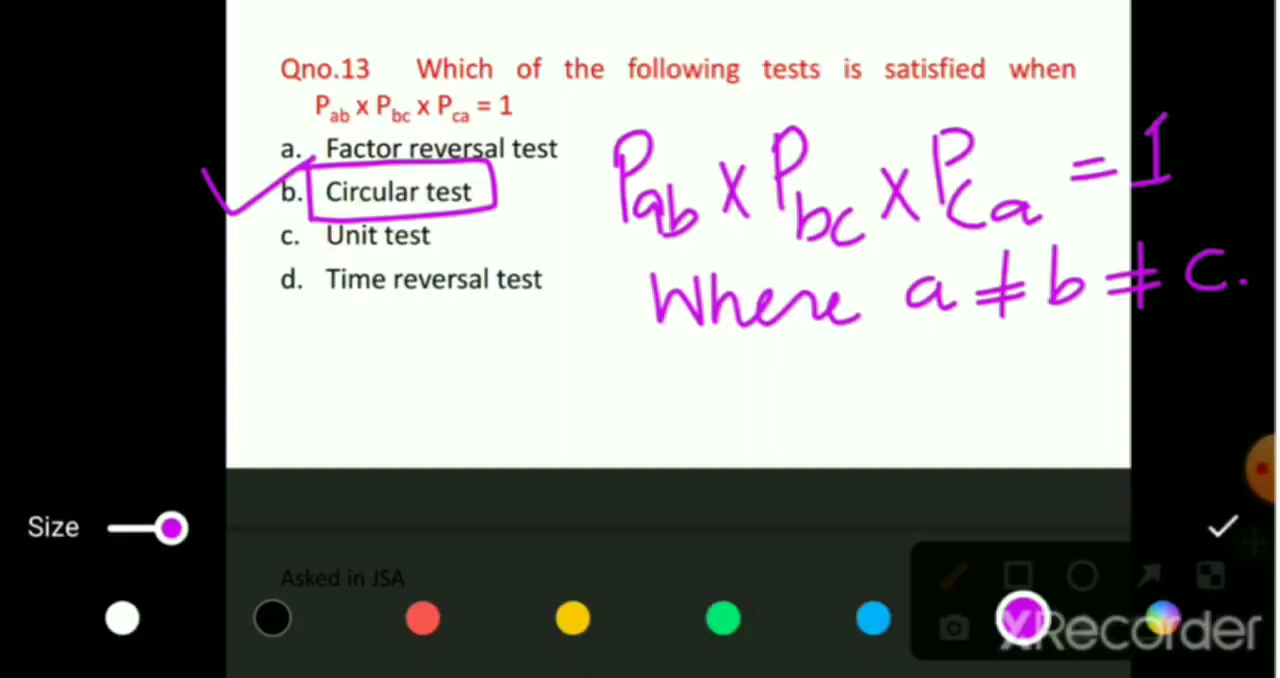 Qno.13 Which of the following tests is satisfied when
Pab x Pbc x Pca = 1
a. Factor reversal test
b. Circular test
c. Unit test
d. Time reversal test
Pab x Pbc x Pca = 1
Where a ≠ b ≠ c.
Size
Asked in JSA
XRecorder